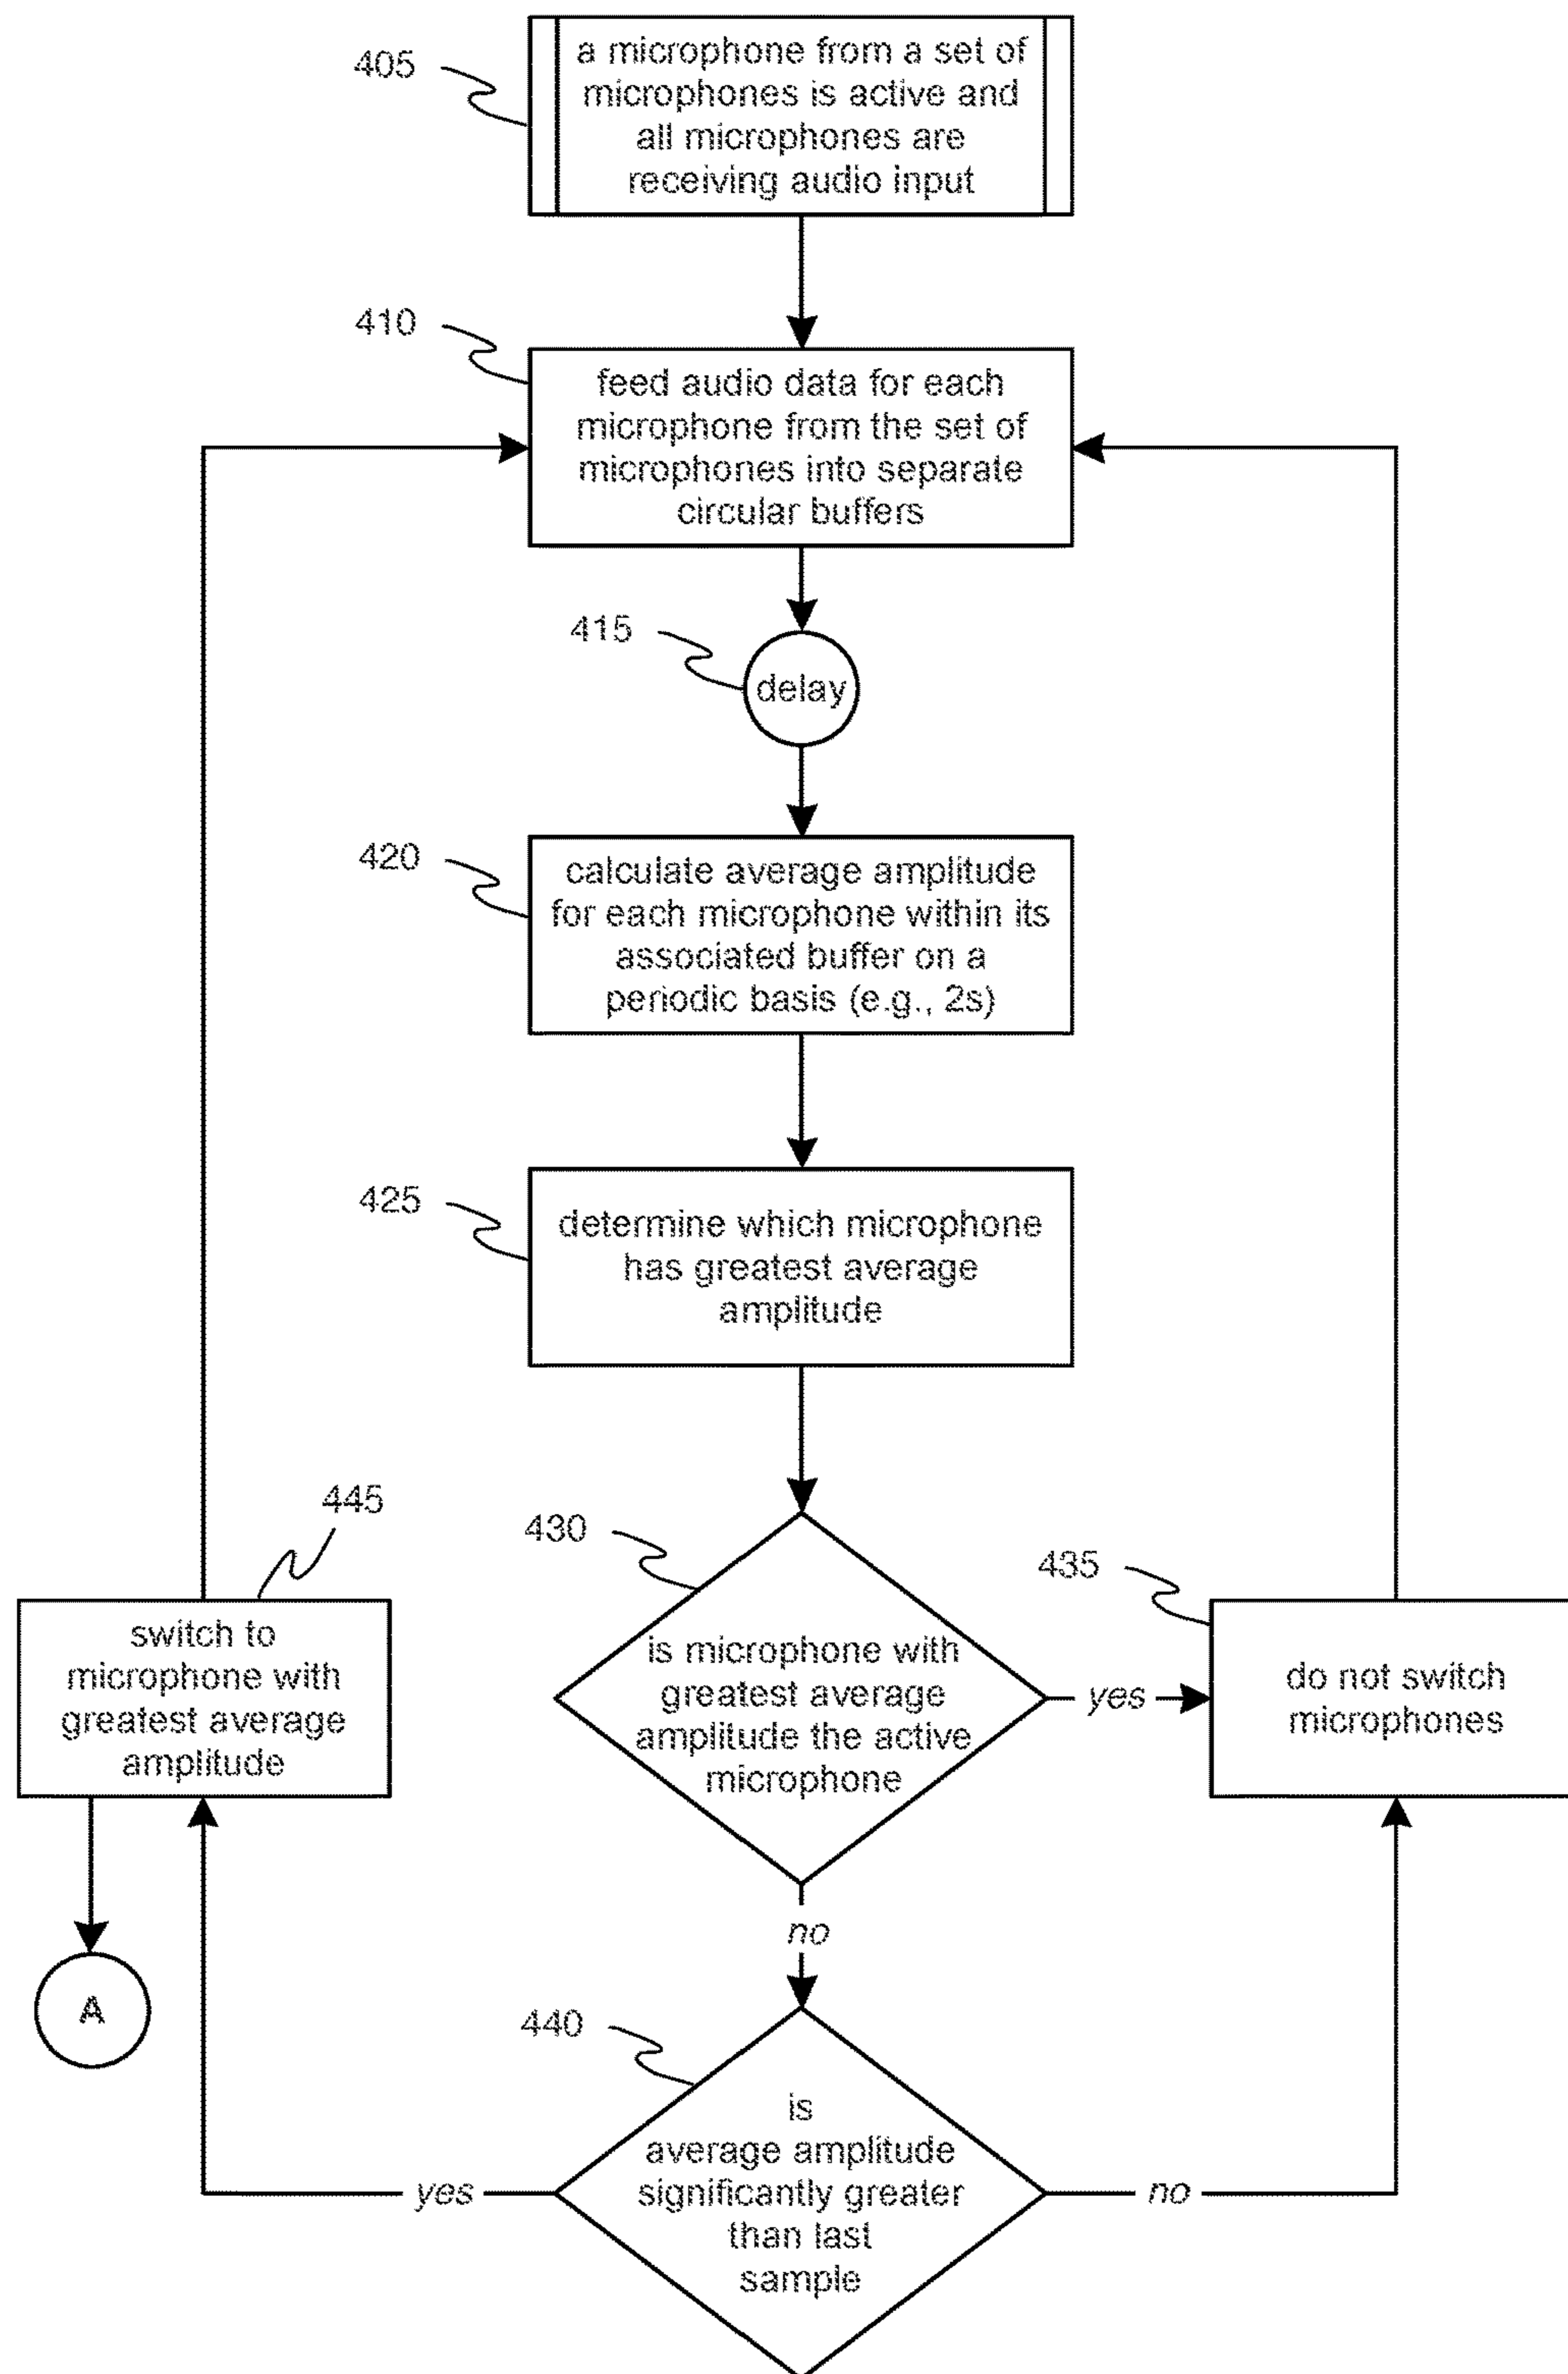 405
a microphone from a set of
microphones is active and
all microphones are
receiving audio input
410
feed audio data for each
microphone from the set of
microphones into separate
circular buffers
415
delay
420
calculate average amplitude
for each microphone within its
associated buffer on a
periodic basis (e.g., 2s)
425
determine which microphone
has greatest average
amplitude
430
is microphone with
greatest average
amplitude the active
microphone
yes
435
do not switch
microphones
445
switch to
microphone with
greatest average
amplitude
A
no
440
is
average amplitude
significantly greater
than last
sample
yes
no